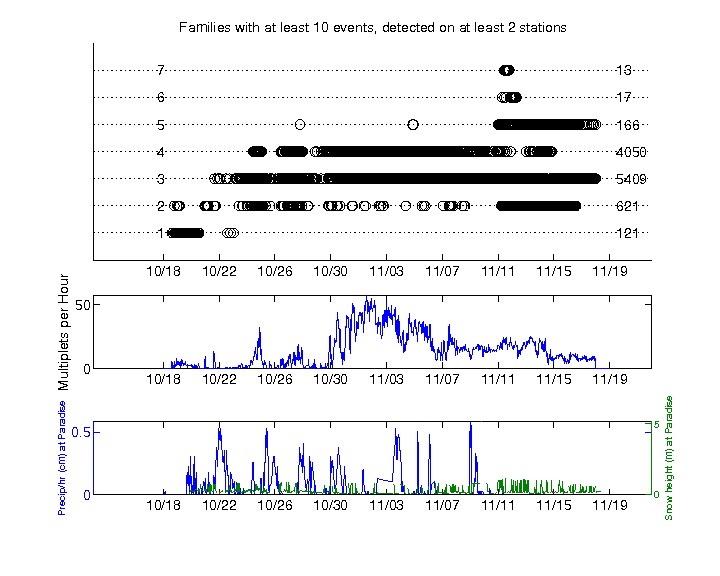 Families with at least 10 events, detected on at least 2 stations
7 13
6 17
5 166
4 4050
3 5409
2 621
1 121
10/18 10/22 10/26 10/30 11/03 11/07 11/11 11/15 11/19
Multiplets per Hour
50
0
10/18 10/22 10/26 10/30 11/03 11/07 11/11 11/15 11/19
Precip/hr (cm) at Paradise
0.5
0
5
0
Snow height (m) at Paradise
10/18 10/22 10/26 10/30 11/03 11/07 11/11 11/15 11/19